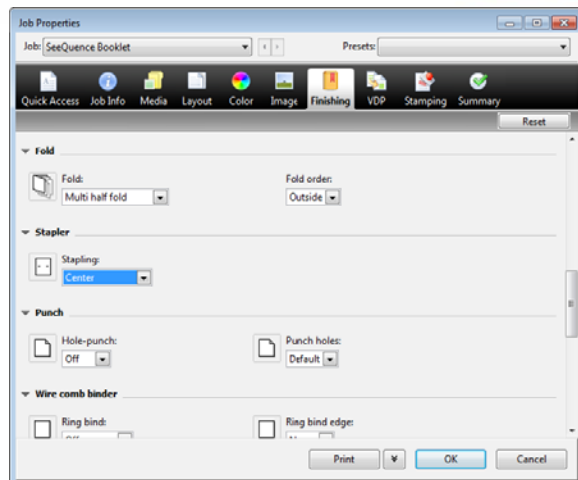 Job Properties
Job: SeeQuence Booklet Presets:
Quick Access Job Info Media Layout Color Image Finishing VDP Stamping Summary
Reset
Fold
Fold: Fold order:
Multi half fold Outside
Stapler
Stapling:
Center
Punch
Hole-punch: Punch holes:
Off Default
Wire comb binder
Ring bind: Ring bind edge:
Print OK Cancel